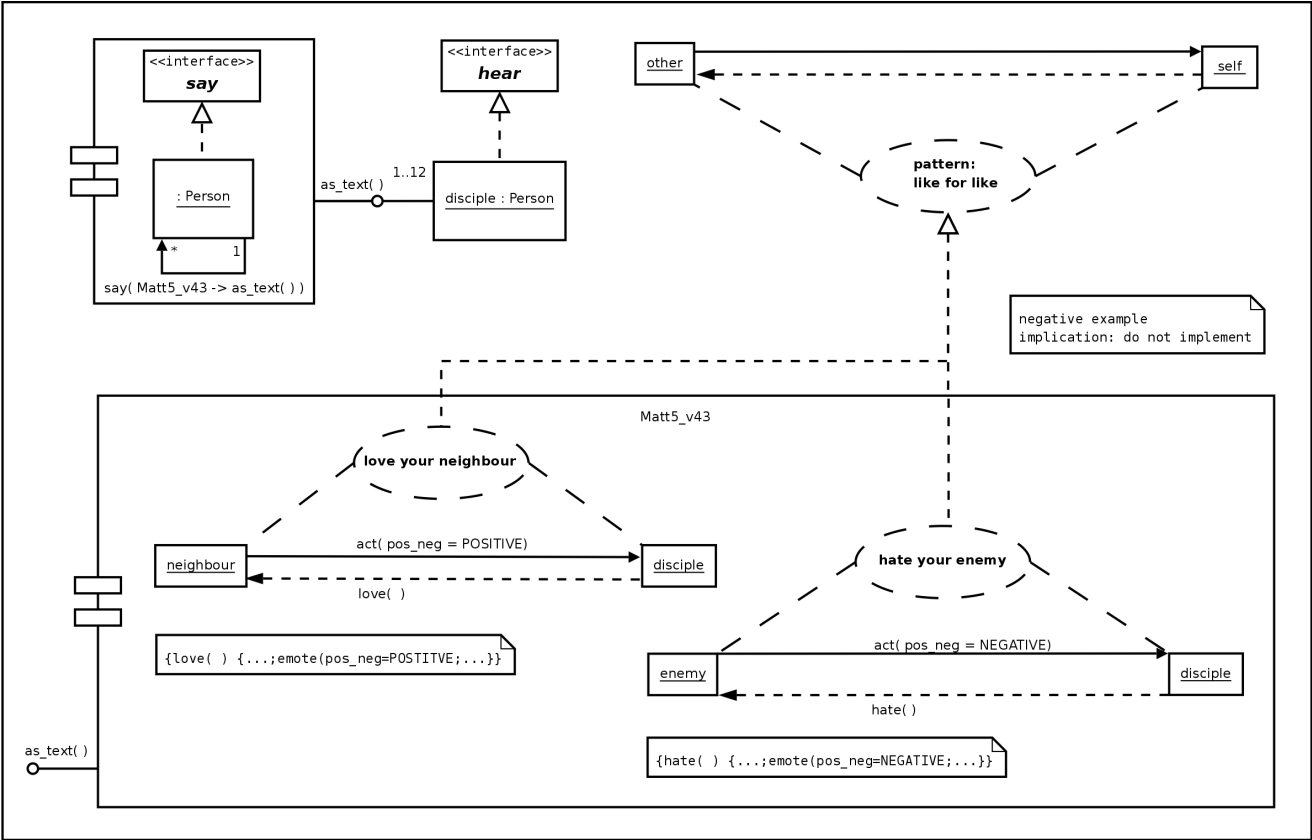 <<interface>>
say
: Person
*
1
say( Matt5_v43 -> as_text( ) )
as_text( )
1..12
<<interface>>
hear
disciple : Person
other
self
pattern:
like for like
negative example
implication: do not implement
Matt5_v43
love your neighbour
neighbour
act( pos_neg = POSITIVE)
disciple
love( )
{love( ) {...;emote(pos_neg=POSTITVE;...}}
hate your enemy
enemy
act( pos_neg = NEGATIVE)
disciple
hate( )
{hate( ) {...;emote(pos_neg=NEGATIVE;...}}
as_text( )